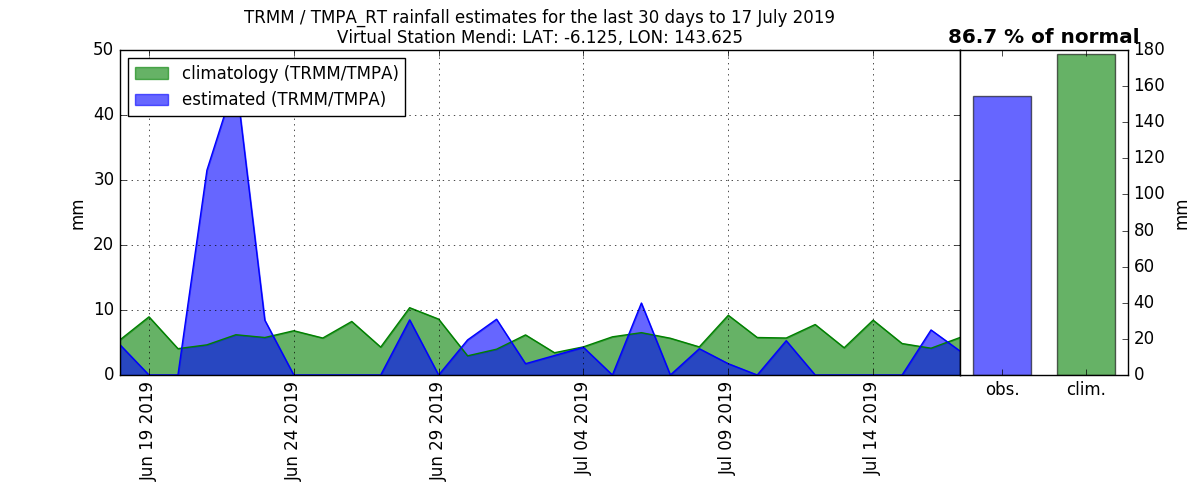 TRMM / TMPA_RT rainfall estimates for the last 30 days to 17 July 2019
Virtual Station Mendi: LAT: -6.125, LON: 143.625
86.7 % of normal
climatology (TRMM/TMPA)
estimated (TRMM/TMPA)
50
40
30
20
10
0
mm
Jun 19 2019
Jun 24 2019
Jun 29 2019
Jul 04 2019
Jul 09 2019
Jul 14 2019
obs.
clim.
180
160
140
120
100
80
60
40
20
0
mm